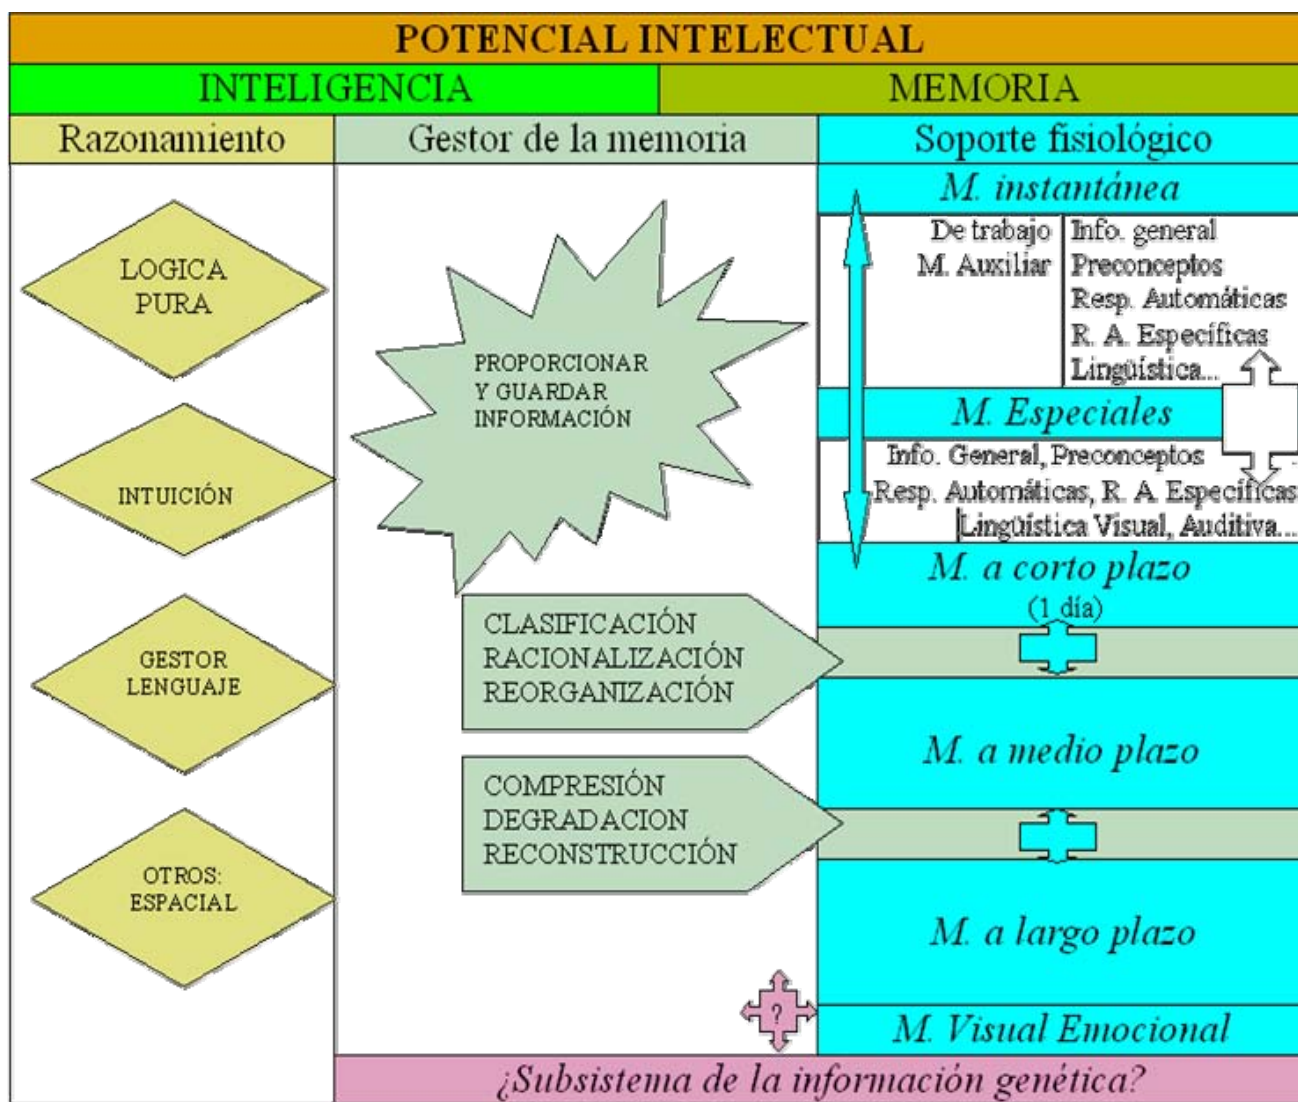 POTENCIAL INTELECTUAL
INTELIGENCIA
MEMORIA
Razonamiento
Gestor de la memoria
Soporte fisiológico
LOGICA
PURA
INTUICIÓN
GESTOR
LENGUAJE
OTROS:
ESPACIAL
PROPORCIONAR
Y GUARDAR
INFORMACIÓN
CLASIFICACIÓN
RACIONALIZACIÓN
REORGANIZACIÓN
COMPRESIÓN
DEGRADACION
RECONSTRUCCIÓN
?
M. instantánea
De trabajo
M. Auxiliar
Info. general
Preconceptos
Resp. Automáticas
R. A. Específicas
Lingüística...
M. Especiales
Info. General, Preconceptos
Resp. Automáticas, R. A. Específicas
Lingüística Visual, Auditiva...
M. a corto plazo
(1 día)
M. a medio plazo
M. a largo plazo
M. Visual Emocional
¿Subsistema de la información genética?